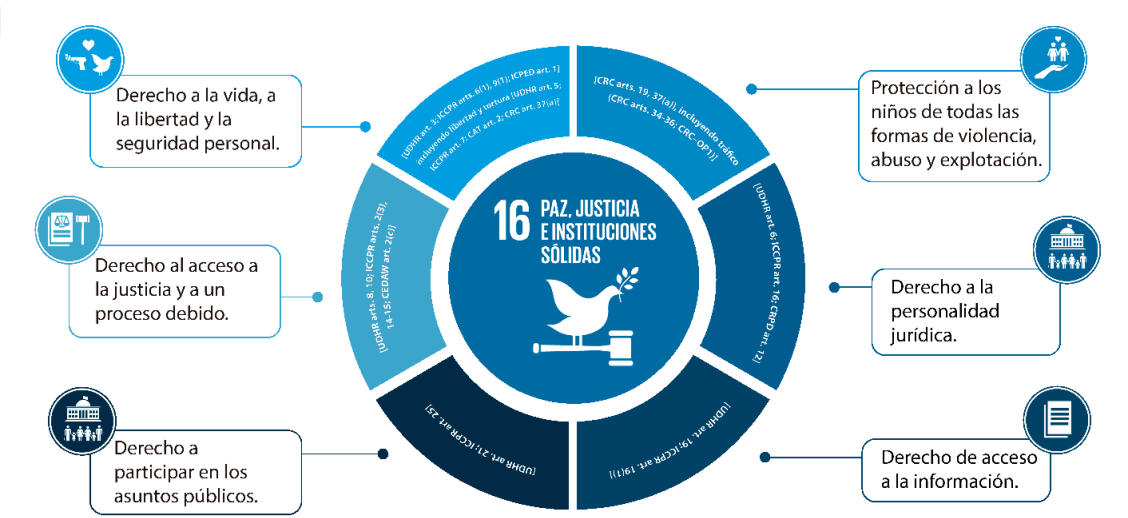 Derecho a la vida, a
la libertad y la
seguridad personal.
[UDHR art. 3; ICCPR arts. 6(1), 9(1); ICPED art. 1]
incluyendo libertad y tortura [UDHR art. 5;
ICCPR art. 7; CAT art. 2; CRC art. 37(a)]
[CRC arts. 19, 37(a)), incluyendo tráfico
(CRC arts. 34-36; CRC–OP1)]
Protección a los
niños de todas las
formas de violencia,
abuso y explotación.
Derecho al acceso a
la justicia y a un
proceso debido.
[UDHR arts. 8, 10; ICCPR arts. 2(3),
14-15; CEDAW art. 2(c)]
16
PAZ, JUSTICIA
E INSTITUCIONES
SÓLIDAS
[UDHR art. 6; ICCPR art. 16; CRPD art. 12]
Derecho a la
personalidad
jurídica.
Derecho a
participar en los
asuntos públicos.
[UDHR art. 21; ICCPR art. 25]
[UDHR art. 19; ICCPR art. 19(1)]
Derecho de acceso
a la información.